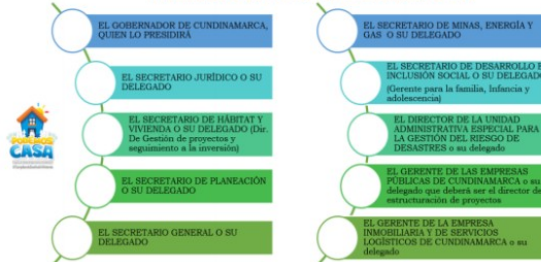 EL GOBERNADOR DE CUNDINAMARCA,
QUIEN LO PRESIDIRÁ
EL SECRETARIO JURÍDICO O SU
DELEGADO
EL SECRETARIO DE HÁBITAT Y
VIVIENDA O SU DELEGADO (Dir.
De Gestión de proyectos y
seguimiento a la inversión)
EL SECRETARIO DE PLANEACIÓN
O SU DELEGADO
EL SECRETARIO GENERAL O SU
DELEGADO
PODEMOS
CASA
EL SECRETARIO DE MINAS, ENERGÍA Y
GAS O SU DELEGADO
EL SECRETARIO DE DESARROLLO E
INCLUSIÓN SOCIAL O SU DELEGADO
(Gerente para la familia, Infancia y
adolescencia)
EL DIRECTOR DE LA UNIDAD
ADMINISTRATIVA ESPECIAL PARA
LA GESTIÓN DEL RIESGO DE
DESASTRES o su delegado
EL GERENTE DE LAS EMPRESAS
PÚBLICAS DE CUNDINAMARCA o su
delegado que deberá ser el director de
estructuración de proyectos
EL GERENTE DE LA EMPRESA
INMOBILIARIA Y DE SERVICIOS
LOGÍSTICOS DE CUNDINAMARCA o su
delegado